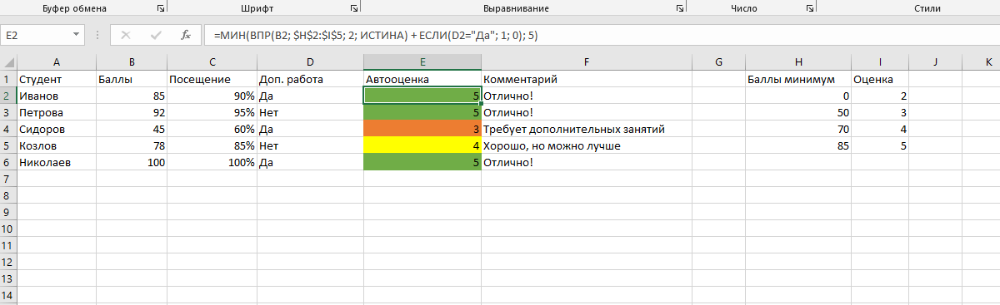 Буфер обмена Шрифт Выравнивание Число Стили
E2 fx =МИН(ВПР(B2; $H$2:$I$5; 2; ИСТИНА) + ЕСЛИ(D2="Да"; 1; 0); 5)
A B C D E F G H I J K
1 Студент Баллы Посещение Доп. работа Автооценка Комментарий Баллы минимум Оценка
2 Иванов 85 90% Да 5 Отлично! 0 2
3 Петрова 92 95% Нет 5 Отлично! 50 3
4 Сидоров 45 60% Да 3 Требует дополнительных занятий 70 4
5 Козлов 78 85% Нет 4 Хорошо, но можно лучше 85 5
6 Николаев 100 100% Да 5 Отлично!
7
8
9
10
11
12
13
14